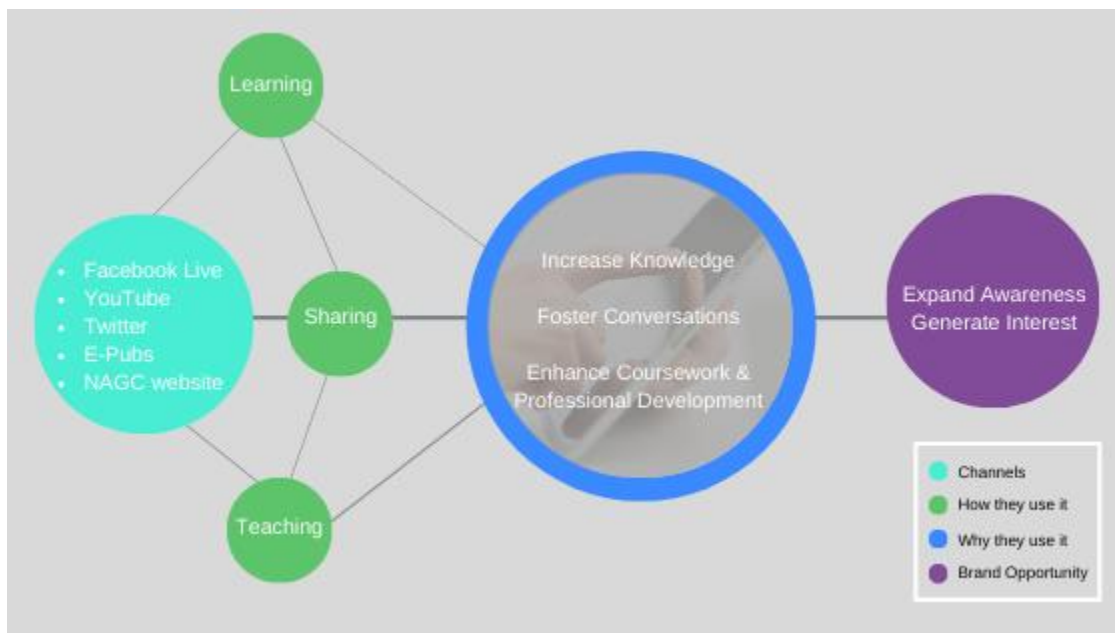 Learning
• Facebook Live
• YouTube
• Twitter
• E-Pubs
• NAGC website
Sharing
Teaching
Increase Knowledge
Foster Conversations
Enhance Coursework &
Professional Development
Expand Awareness
Generate Interest
Channels
How they use it
Why they use it
Brand Opportunity